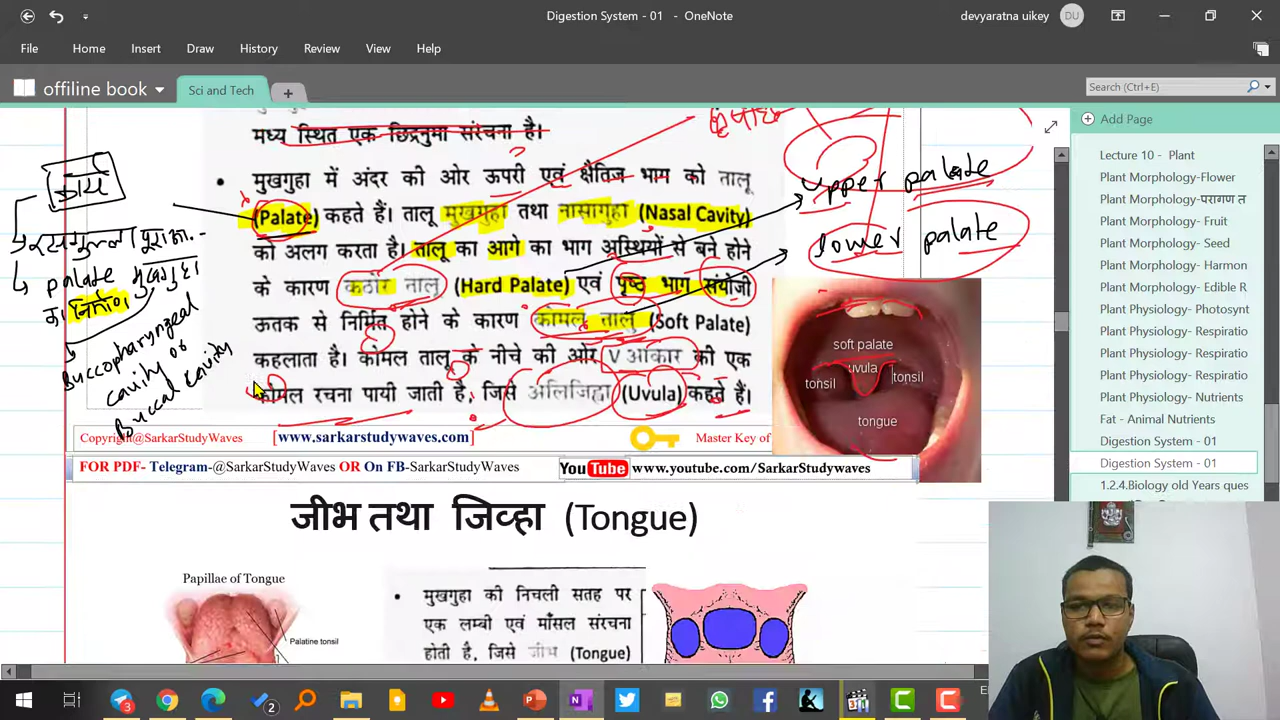 Digestion System - 01 - OneNote
devyaratna uikey
DU
File Home Insert Draw History Review View Help
offiline book
Sci and Tech
Search (Ctrl+E)
मध्य स्थित एक छिद्रनुमा संरचना है।
• मुखगुहा में अंदर की ओर ऊपरी एवं क्षैतिज भाम को तालू
(Palate) कहते हैं। तालू मुखगुहा तथा नासागुहा (Nasal Cavity)
को अलग करता है। तालू का आगे का भाग अस्थियों से बने होने
के कारण कठोर तालू (Hard Palate) एवं पृष्ठ भाग संयोजी
ऊतक से निर्मित होने के कारण कोमल तालु (Soft Palate)
कहलाता है। कोमल तालू के नीचे की ओर V आकार की एक
कोमल रचना पायी जाती है, जिसे अलिजिह्वा (Uvula) कहते हैं।
कार्य
palate मुखगुहा
का निर्माण
Buccopharyngeal
cavity or
Buccal cavity
Upper palate
lower palate
soft palate
uvula
tonsil
tonsil
tongue
Copyright@SarkarStudyWaves
[www.sarkarstudywaves.com]
Master Key of
FOR PDF- Telegram-@SarkarStudyWaves OR On FB-SarkarStudyWaves
YouTube www.youtube.com/SarkarStudywaves
जीभ तथा जिव्हा (Tongue)
Papillae of Tongue
Palatine tonsil
• मुखगुहा की निचली सतह पर
एक लम्बी एवं माँसल संरचना
होती है, जिसे जीभ (Tongue)
Add Page
Lecture 10 - Plant
Plant Morphology-Flower
Plant Morphology-परागण त
Plant Morphology - Fruit
Plant Morphology - Seed
Plant Morphology - Harmon
Plant Morphology - Edible R
Plant Physiology- Photosynt
Plant Physiology - Respiratio
Plant Physiology - Respiratio
Plant Physiology - Respiratio
Plant Physiology - Nutrients
Fat - Animal Nutrients
Digestion System - 01
Digestion System - 01
1.2.4.Biology old Years ques
3
2